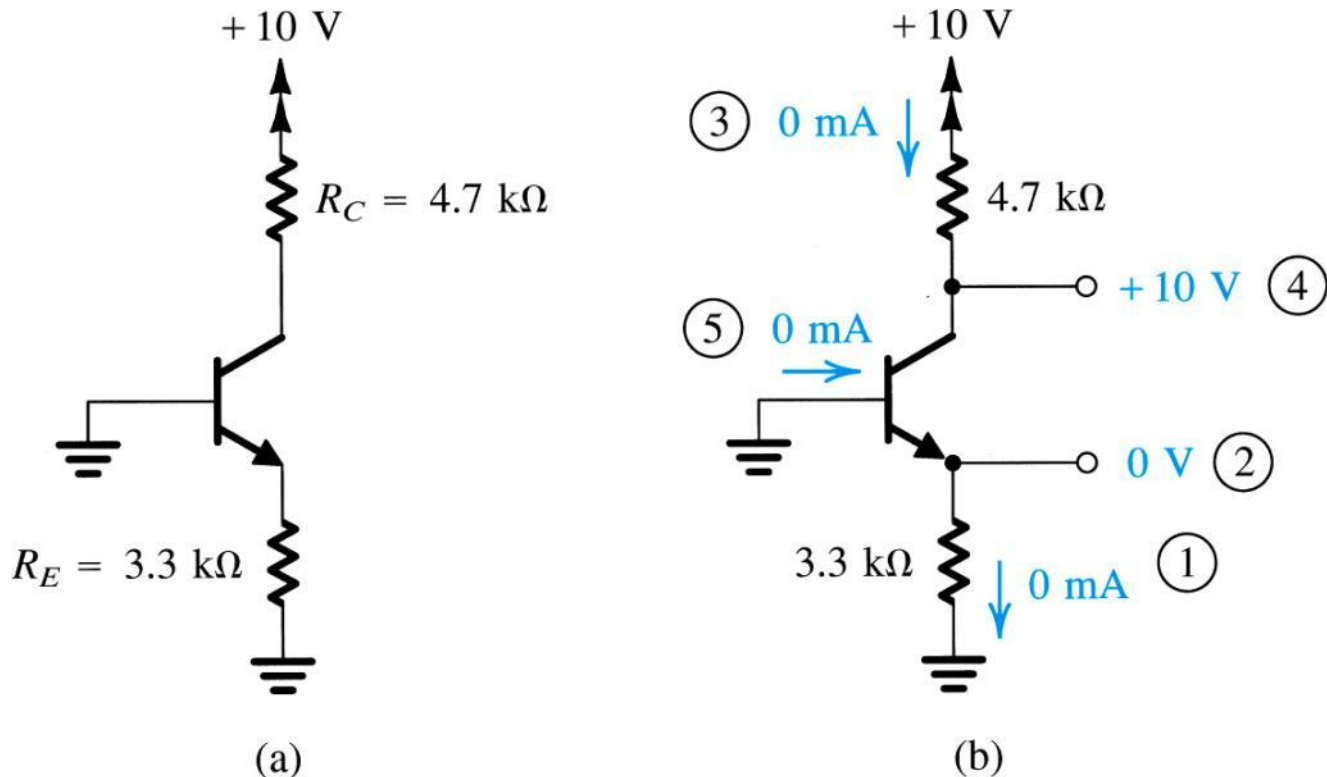 +10 V
R_C = 4.7 kΩ
R_E = 3.3 kΩ
(a)
+10 V
③ 0 mA
4.7 kΩ
+10 V ④
⑤ 0 mA
0 V ②
3.3 kΩ
0 mA ①
(b)